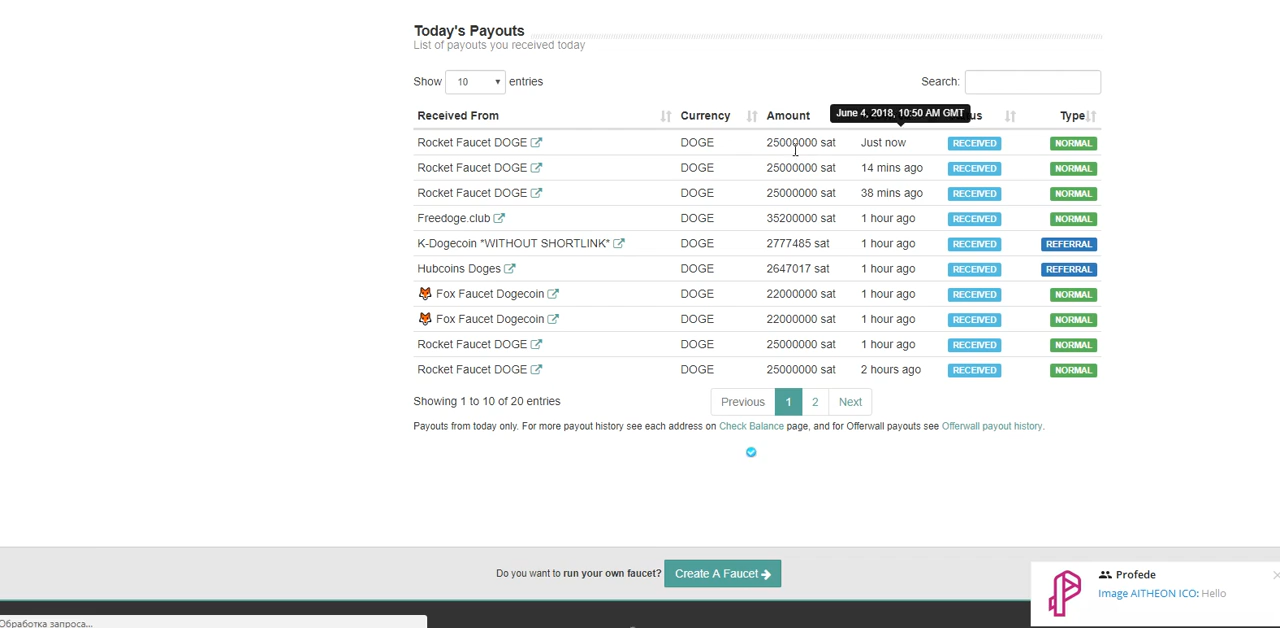 Today's Payouts
List of payouts you received today
Show 10 entries Search:
June 4, 2018, 10:50 AM GMT
Received From Currency Amount Type
Rocket Faucet DOGE DOGE 25000000 sat Just now RECEIVED NORMAL
Rocket Faucet DOGE DOGE 25000000 sat 14 mins ago RECEIVED NORMAL
Rocket Faucet DOGE DOGE 25000000 sat 38 mins ago RECEIVED NORMAL
Freedoge.club DOGE 35200000 sat 1 hour ago RECEIVED NORMAL
K-Dogecoin *WITHOUT SHORTLINK* DOGE 2777485 sat 1 hour ago RECEIVED REFERRAL
Hubcoins Doges DOGE 2647017 sat 1 hour ago RECEIVED REFERRAL
Fox Faucet Dogecoin DOGE 22000000 sat 1 hour ago RECEIVED NORMAL
Fox Faucet Dogecoin DOGE 22000000 sat 1 hour ago RECEIVED NORMAL
Rocket Faucet DOGE DOGE 25000000 sat 1 hour ago RECEIVED NORMAL
Rocket Faucet DOGE DOGE 25000000 sat 2 hours ago RECEIVED NORMAL
Showing 1 to 10 of 20 entries Previous 1 2 Next
Payouts from today only. For more payout history see each address on Check Balance page, and for Offerwall payouts see Offerwall payout history.
Do you want to run your own faucet? Create A Faucet
Profede
Image AITHEON ICO: Hello
Обработка запроса...